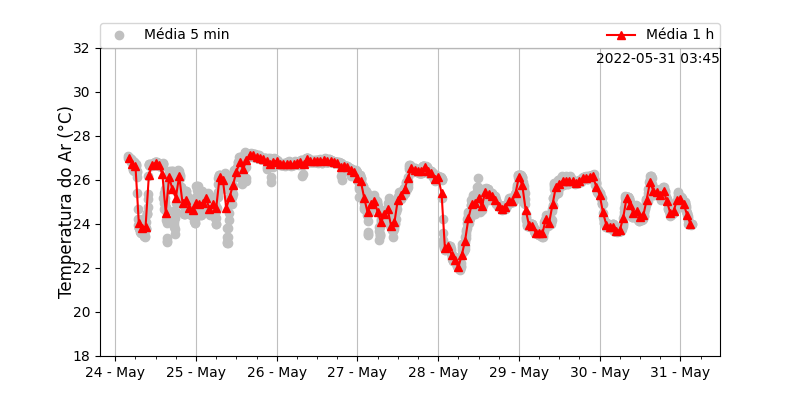 Média 5 min
Média 1 h
2022-05-31 03:45
Temperatura do Ar (°C)
32
30
28
26
24
22
20
18
24 - May
25 - May
26 - May
27 - May
28 - May
29 - May
30 - May
31 - May